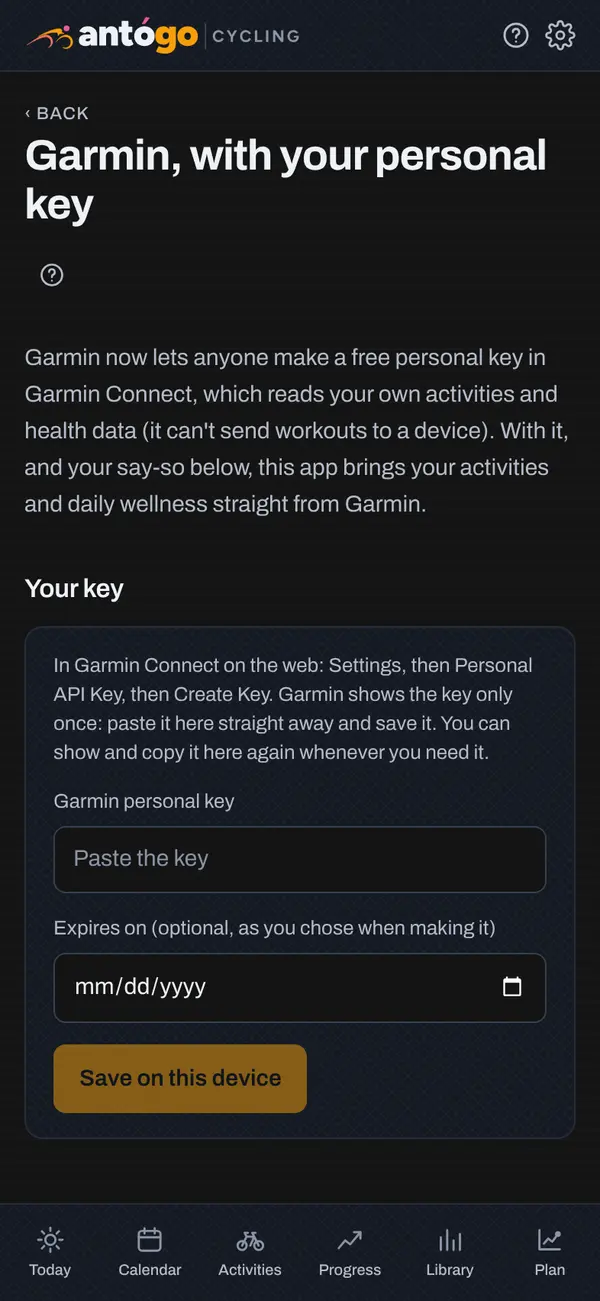 antógo CYCLING
‹ BACK
Garmin, with your personal
key
Garmin now lets anyone make a free personal key in
Garmin Connect, which reads your own activities and
health data (it can't send workouts to a device). With it,
and your say-so below, this app brings your activities
and daily wellness straight from Garmin.
Your key
In Garmin Connect on the web: Settings, then Personal
API Key, then Create Key. Garmin shows the key only
once: paste it here straight away and save it. You can
show and copy it here again whenever you need it.
Garmin personal key
Paste the key
Expires on (optional, as you chose when making it)
mm/dd/yyyy
Save on this device
Today Calendar Activities Progress Library Plan